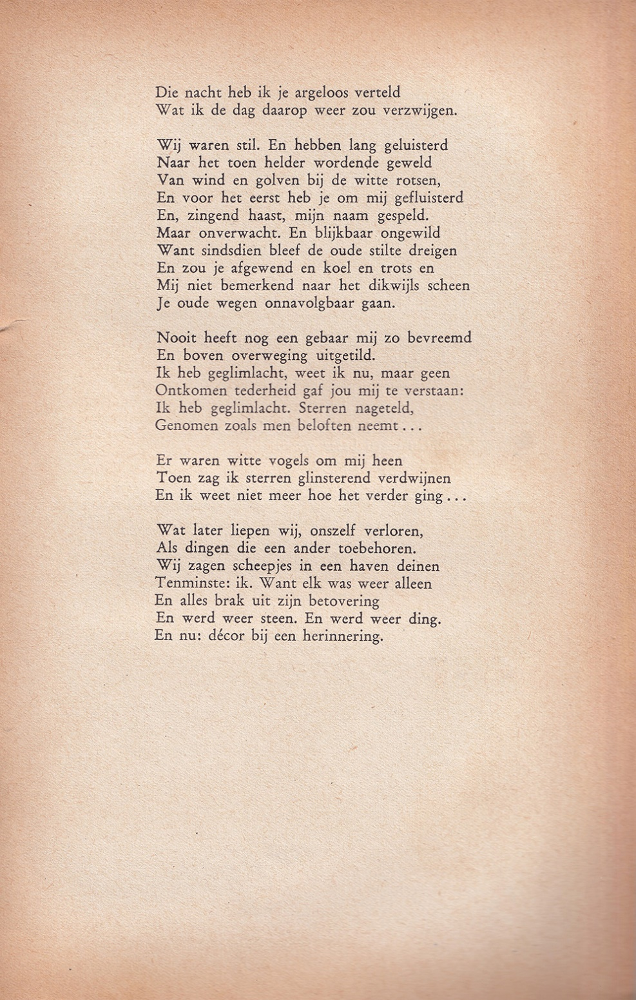 Die nacht heb ik je argeloos verteld
Wat ik de dag daarop weer zou verzwijgen.
Wij waren stil. En hebben lang geluisterd
Naar het toen helder wordende geweld
Van wind en golven bij de witte rotsen,
En voor het eerst heb je om mij gefluisterd
En, zingend haast, mijn naam gespeld.
Maar onverwacht. En blijkbaar ongewild
Want sindsdien bleef de oude stilte dreigen
En zou je afgewend en koel en trots en
Mij niet bemerkend naar het dikwijls scheen
Je oude wegen onnavolgbaar gaan.
Nooit heeft nog een gebaar mij zo bevreemd
En boven overweging uitgetild.
Ik heb geglimlacht, weet ik nu, maar geen
Ontkomen tederheid gaf jou mij te verstaan:
Ik heb geglimlacht. Sterren nageteld,
Genomen zoals men beloften neemt...
Er waren witte vogels om mij heen
Toen zag ik sterren glinsterend verdwijnen
En ik weet niet meer hoe het verder ging...
Wat later liepen wij, onszelf verloren,
Als dingen die een ander toebehoren.
Wij zagen scheepjes in een haven deinen
Tenminste: ik. Want elk was weer alleen
En alles brak uit zijn betovering
En werd weer steen. En werd weer ding.
En nu: décor bij een herinnering.